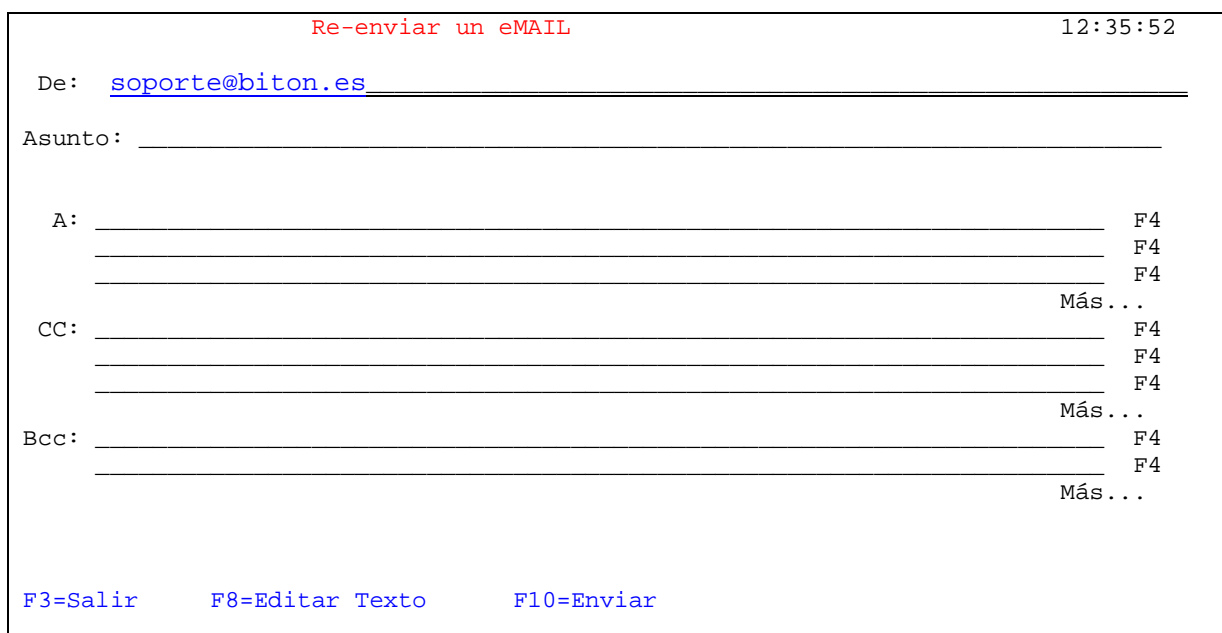 Re-enviar un eMAIL 12:35:52
De: soporte@biton.es
Asunto:
A: F4
F4
F4
Más...
CC: F4
F4
F4
Más...
Bcc: F4
F4
Más...
F3=Salir F8=Editar Texto F10=Enviar